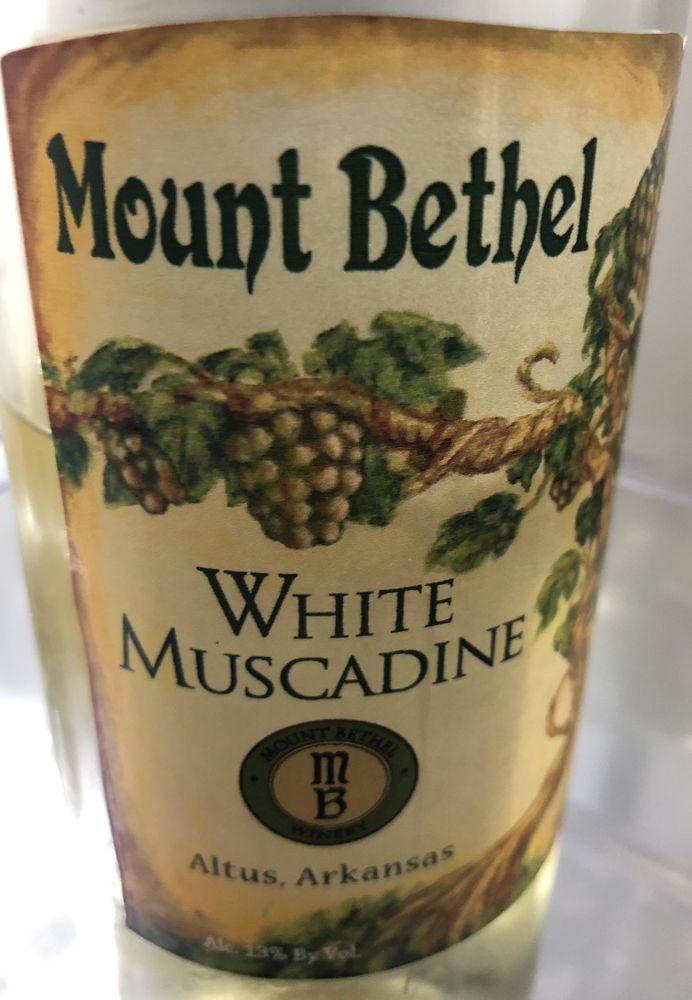 Mount Bethel
WHITE
MUSCADINE
MOUNT BETHEL
MB
WINERY
Altus, Arkansas
Alc. 13% By Vol.